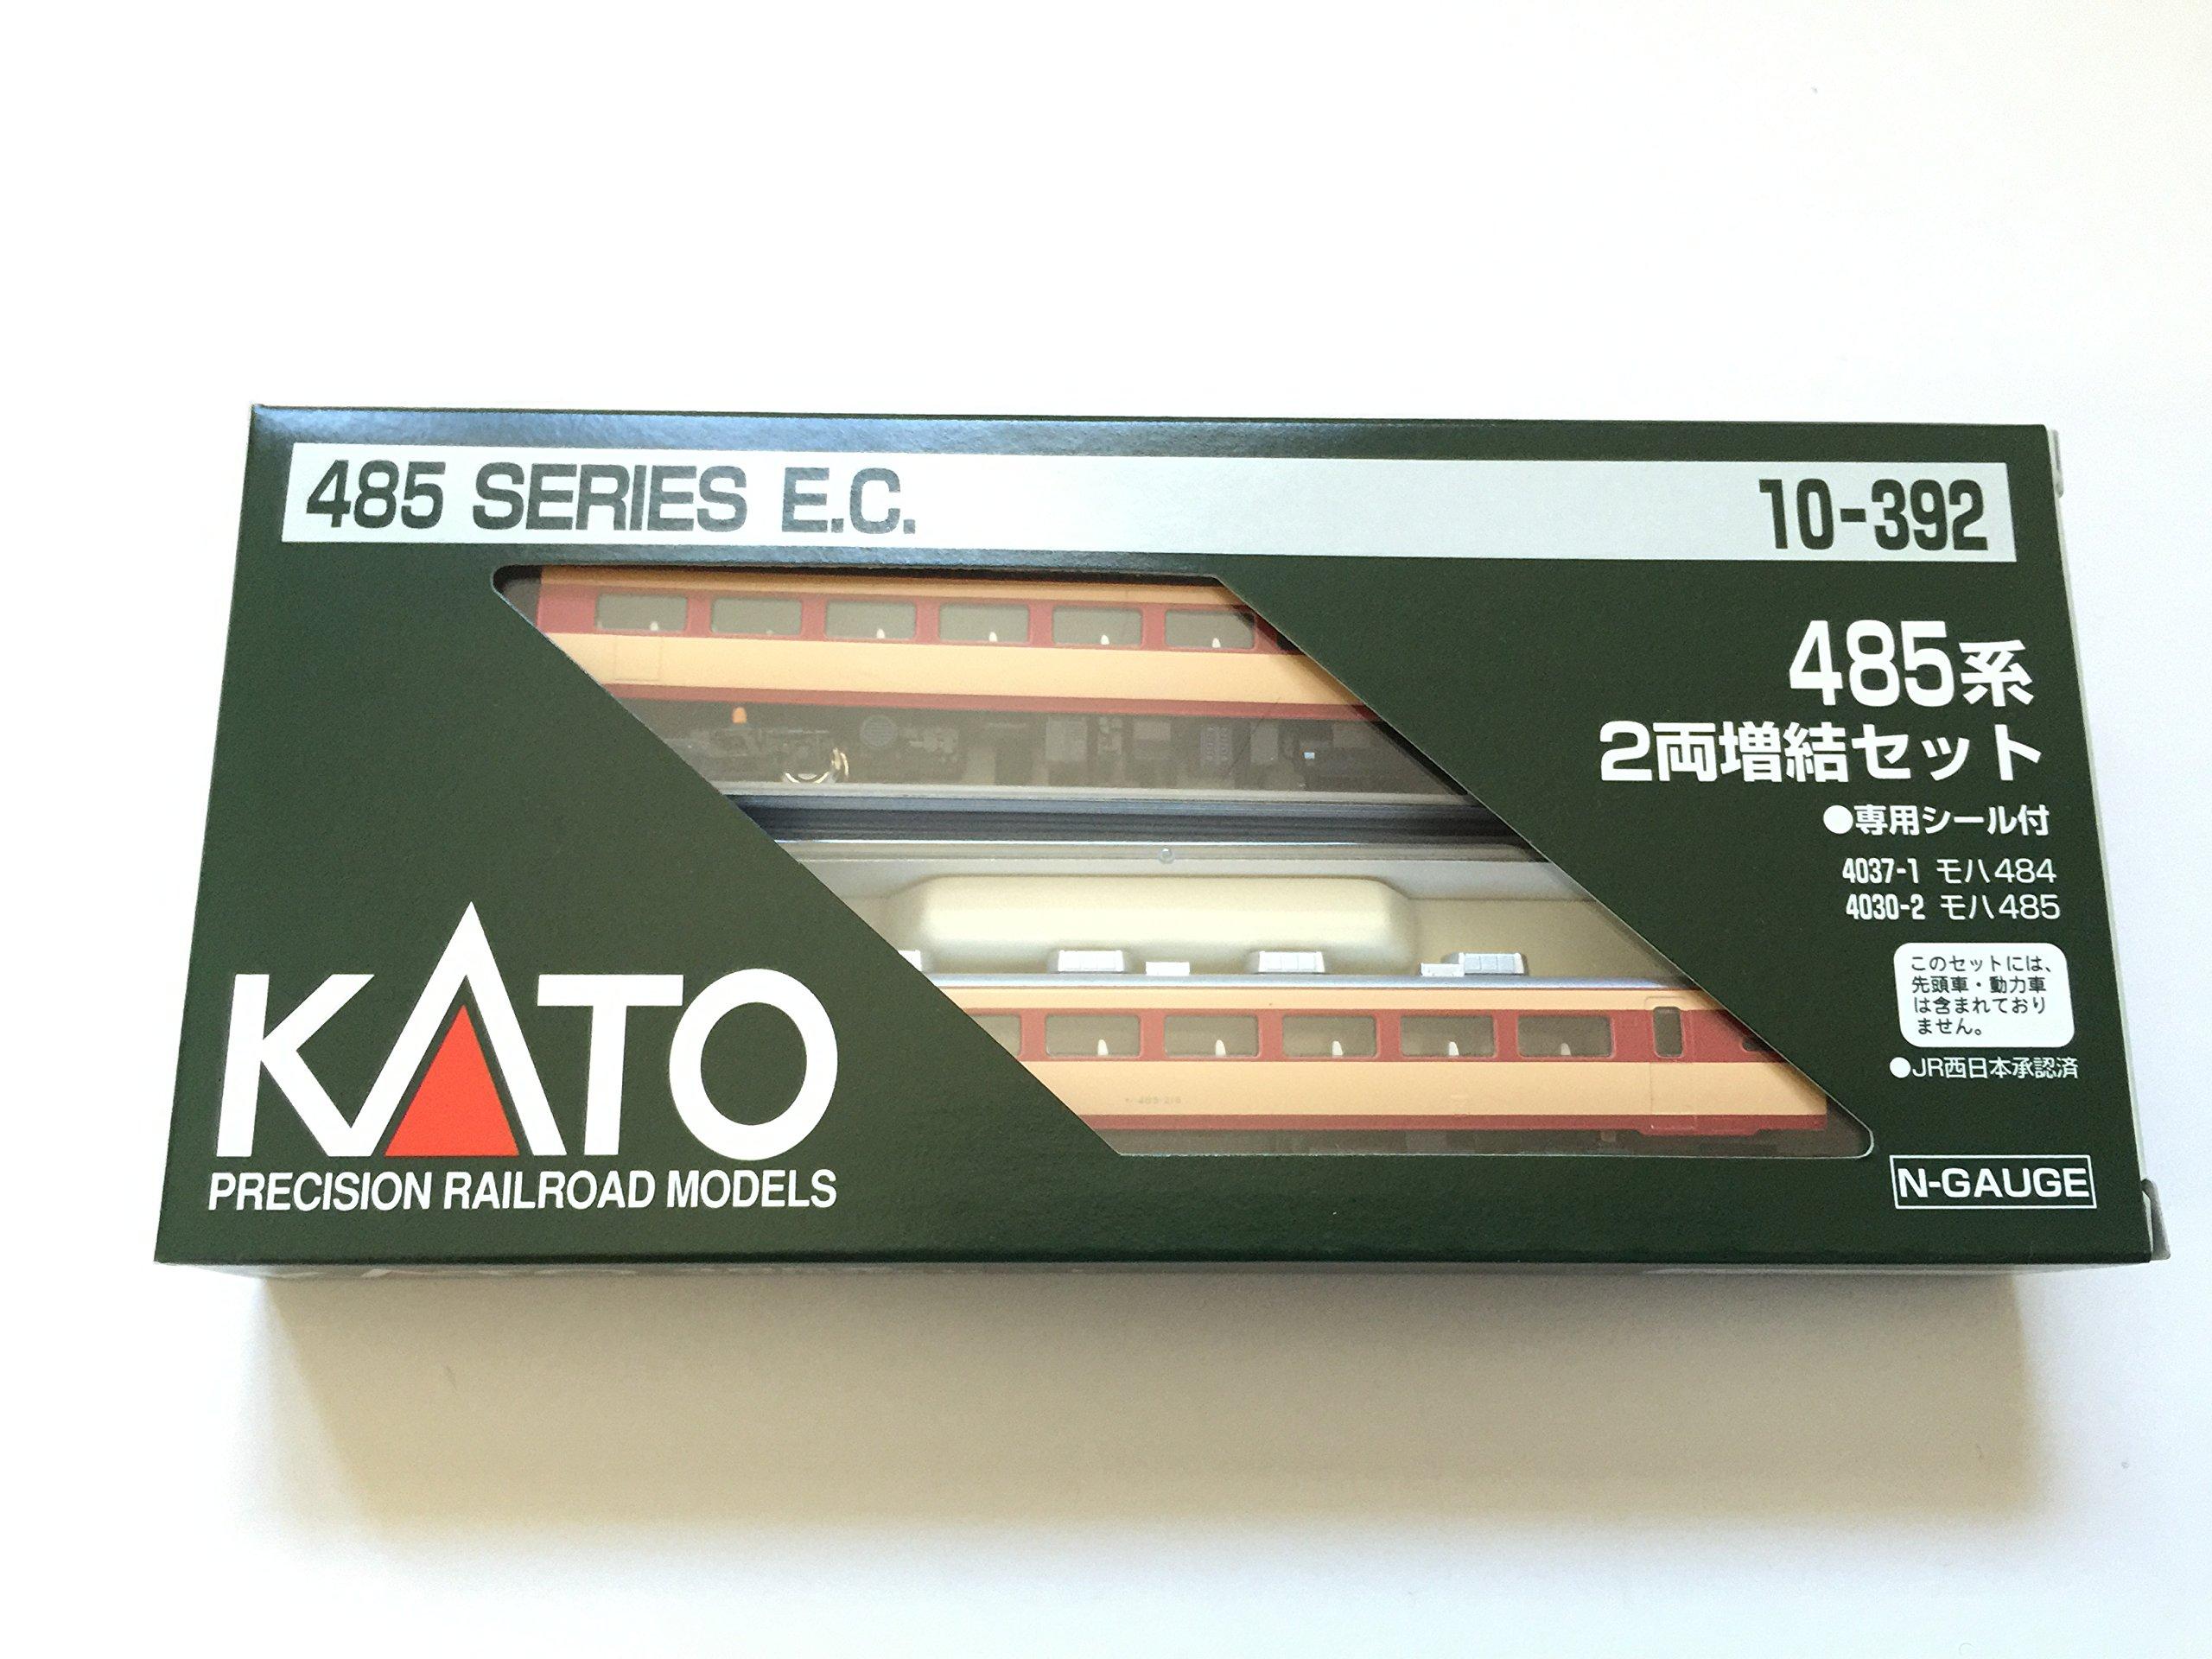 485 SERIES E.C.
10-392
485系
2両増結セット
●専用シール付
4037-1 モハ484
4030-2 モハ485
このセットには、
先頭車・動力車
は含まれており
ません。
●JR西日本承認済
N-GAUGE
KATO
PRECISION RAILROAD MODELS